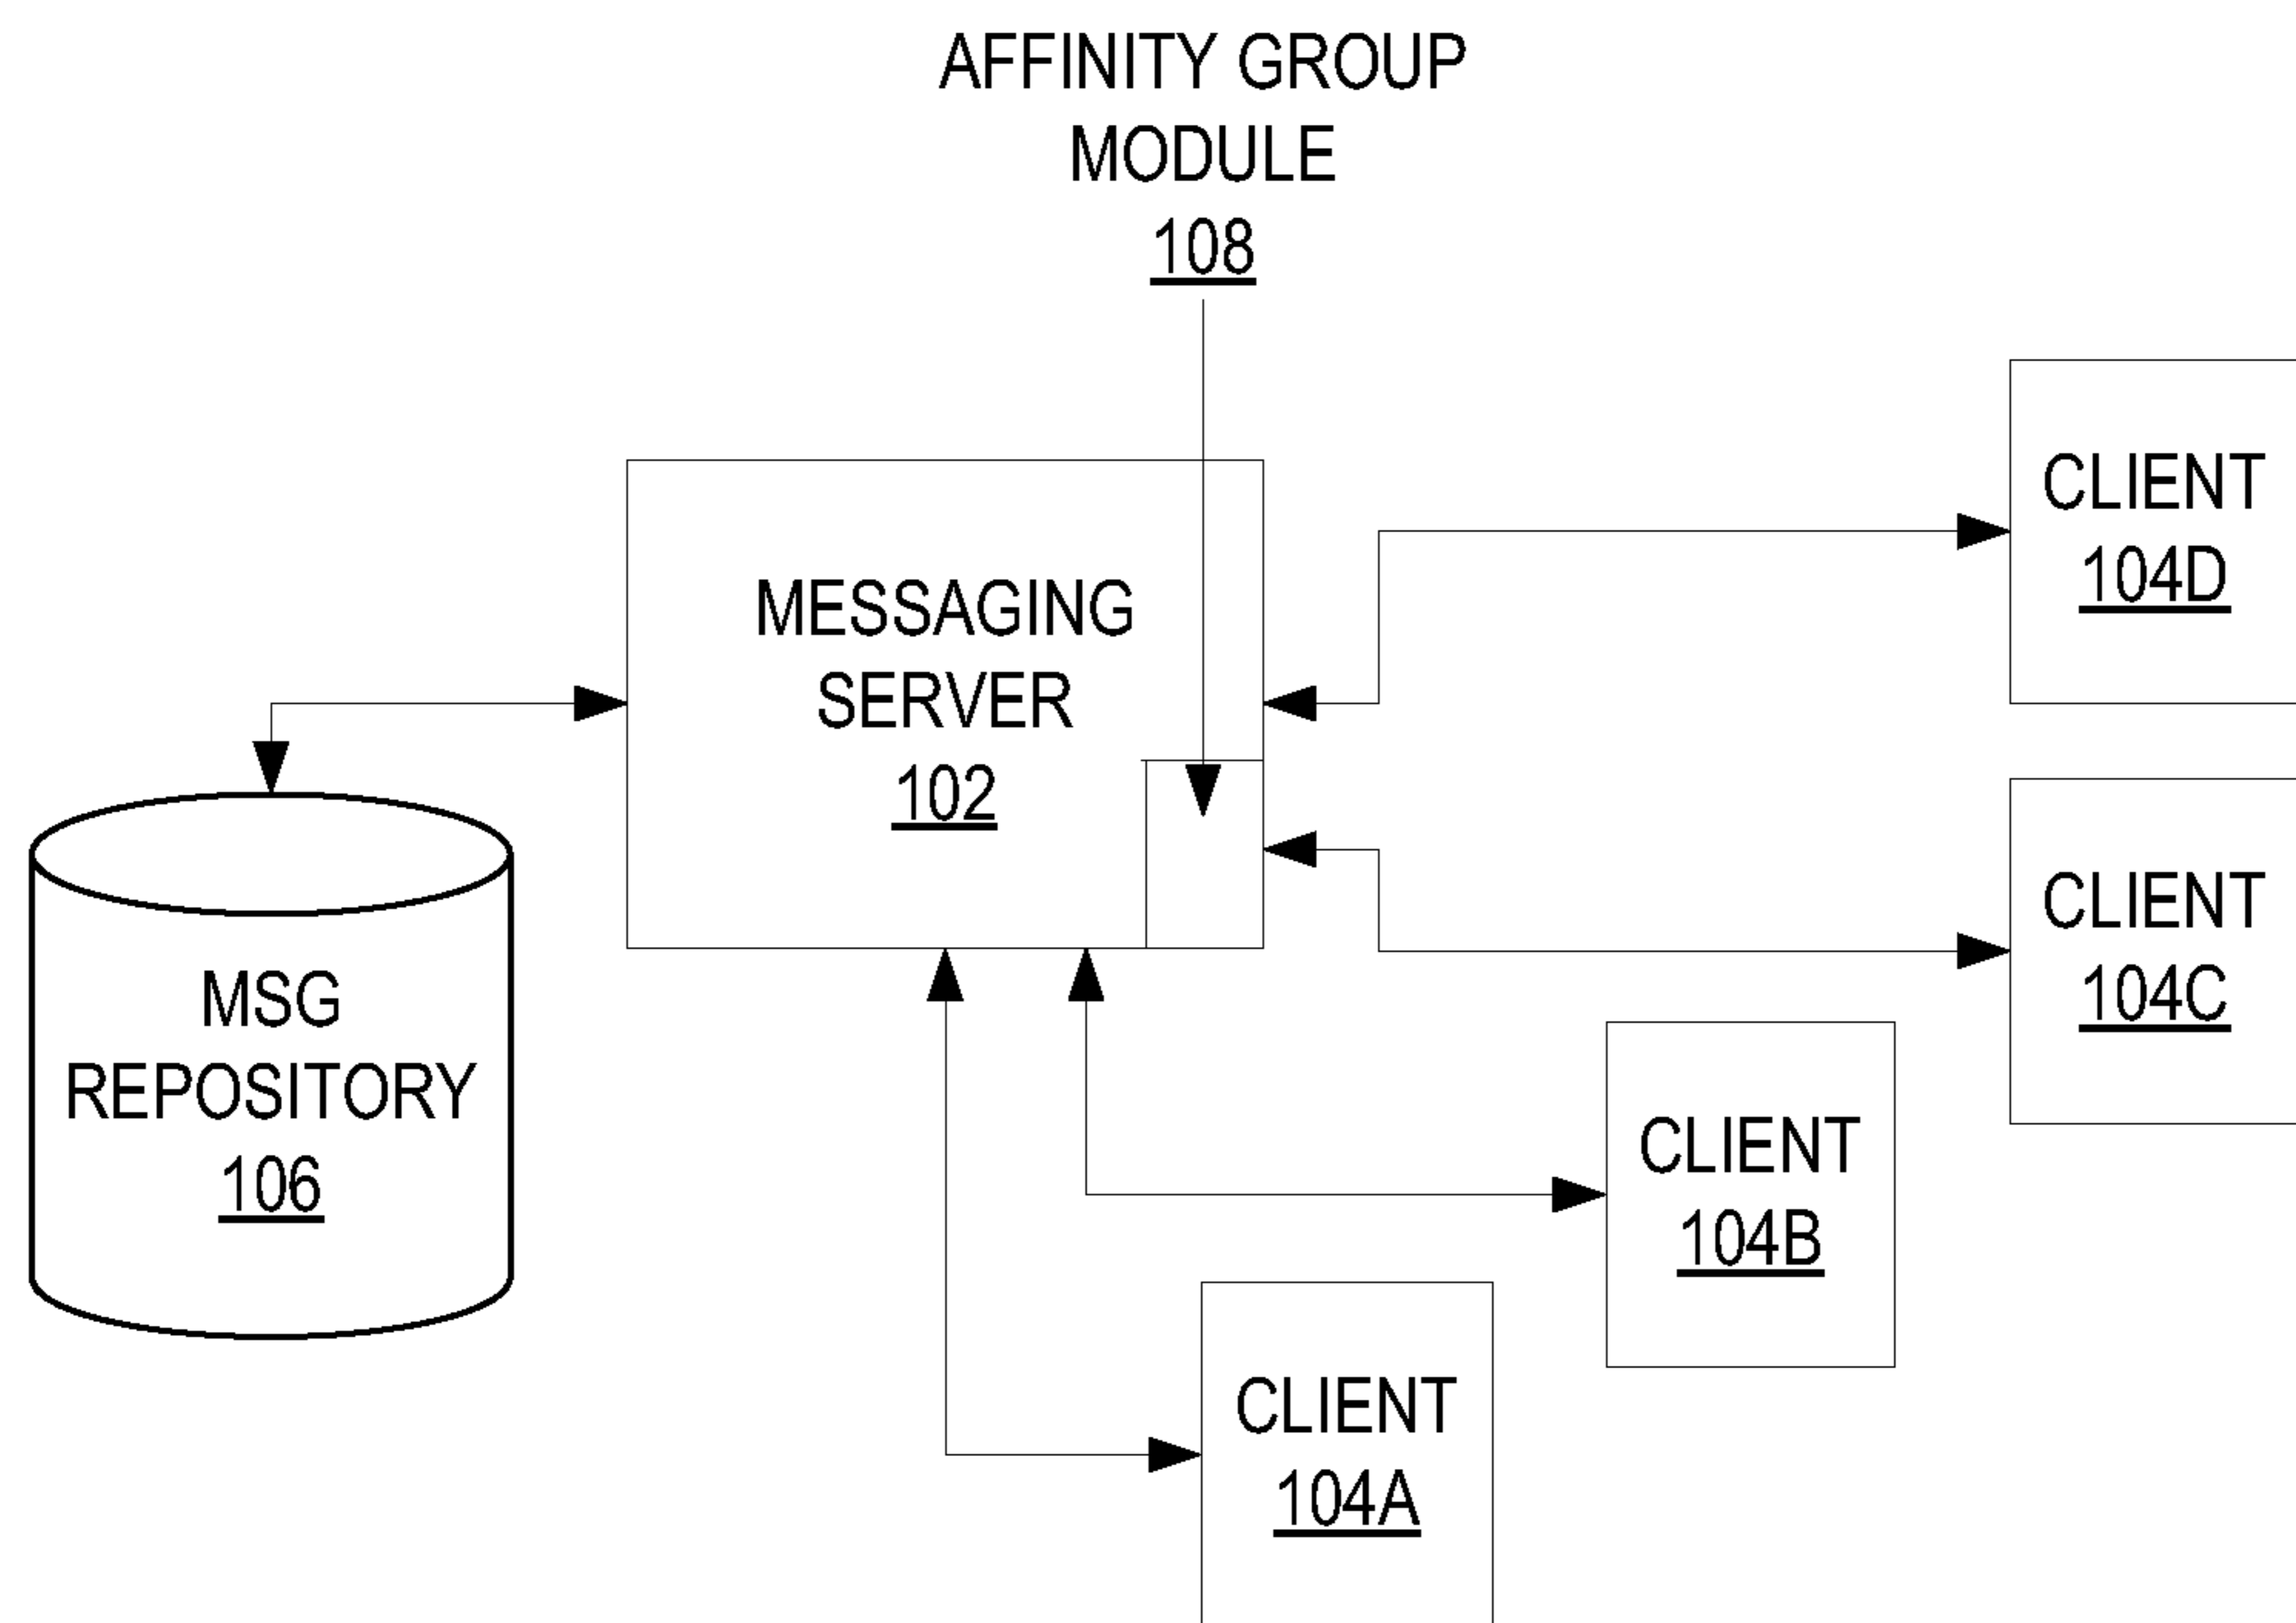 AFFINITY GROUP
MODULE
108
MESSAGING
SERVER
102
MSG
REPOSITORY
106
CLIENT
104D
CLIENT
104C
CLIENT
104B
CLIENT
104A